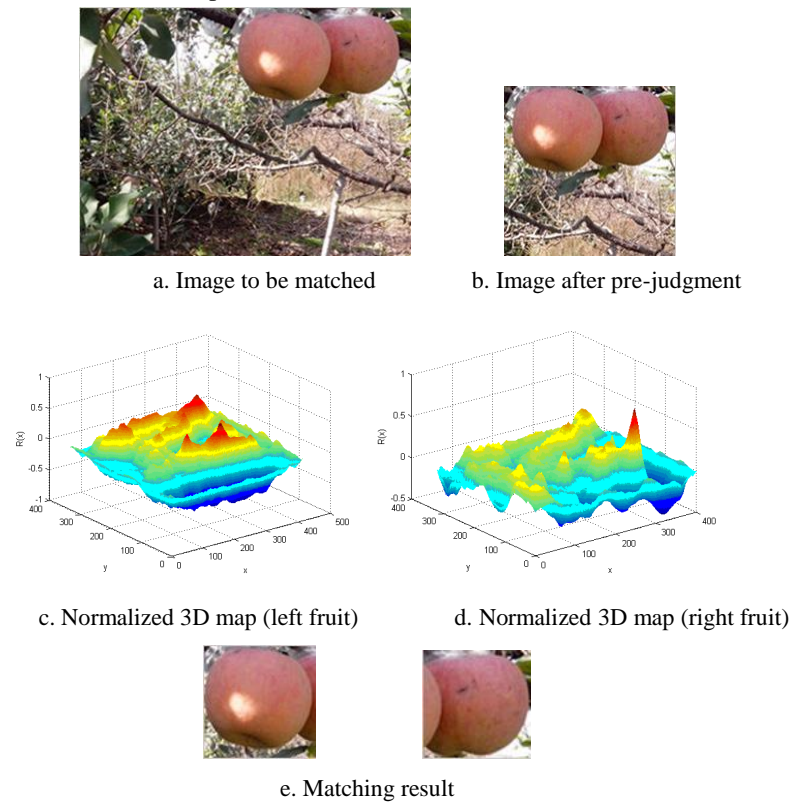 a. Image to be matched
b. Image after pre-judgment
1
0.5
0
-0.5
-1
R(x)
400
300
200
100
0
y
0
100
200
300
400
500
x
1
0.5
0
-0.5
R(x)
400
300
200
100
0
y
0
100
200
300
400
x
c. Normalized 3D map (left fruit)
d. Normalized 3D map (right fruit)
e. Matching result